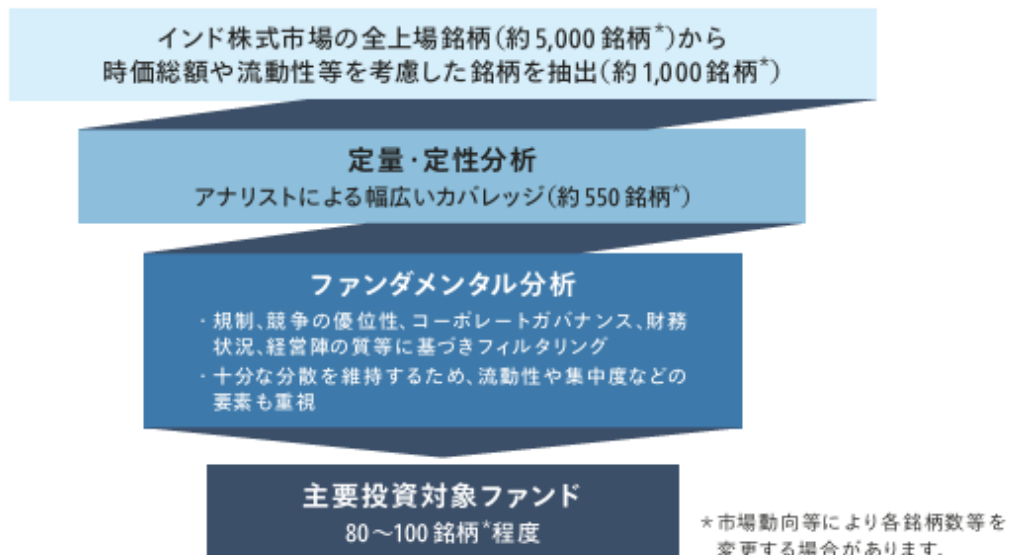 インド株式市場の全上場銘柄(約5,000銘柄*)から
時価総額や流動性等を考慮した銘柄を抽出(約1,000銘柄*)
定量・定性分析
アナリストによる幅広いカバレッジ(約550銘柄*)
ファンダメンタル分析
・規制、競争の優位性、コーポレートガバナンス、財務
状況、経営陣の質等に基づきフィルタリング
・十分な分散を維持するため、流動性や集中度などの
要素も重視
主要投資対象ファンド
80～100銘柄*程度
*市場動向等により各銘柄数等を
変更する場合があります。